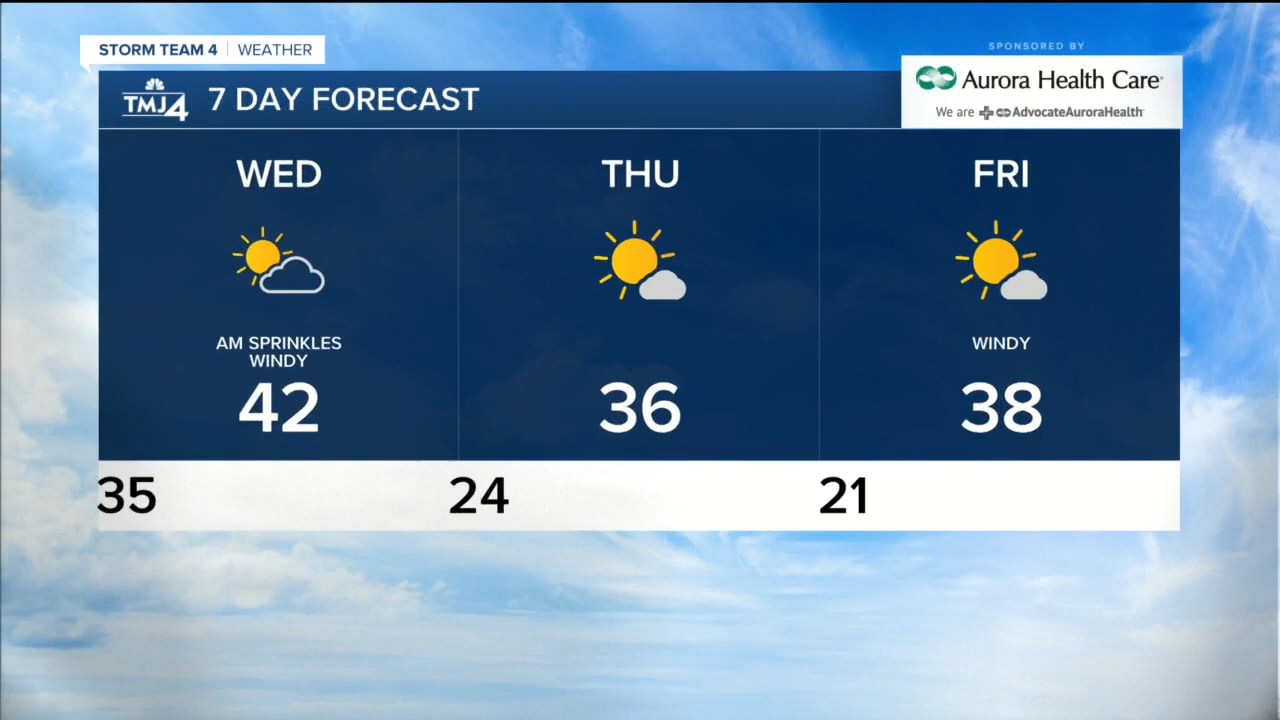 STORM TEAM 4 | WEATHER
SPONSORED BY
Aurora Health Care
We are AdvocateAuroraHealth
TMJ4
7 DAY FORECAST
WED
THU
FRI
AM SPRINKLES
WINDY
WINDY
42
36
38
35
24
21